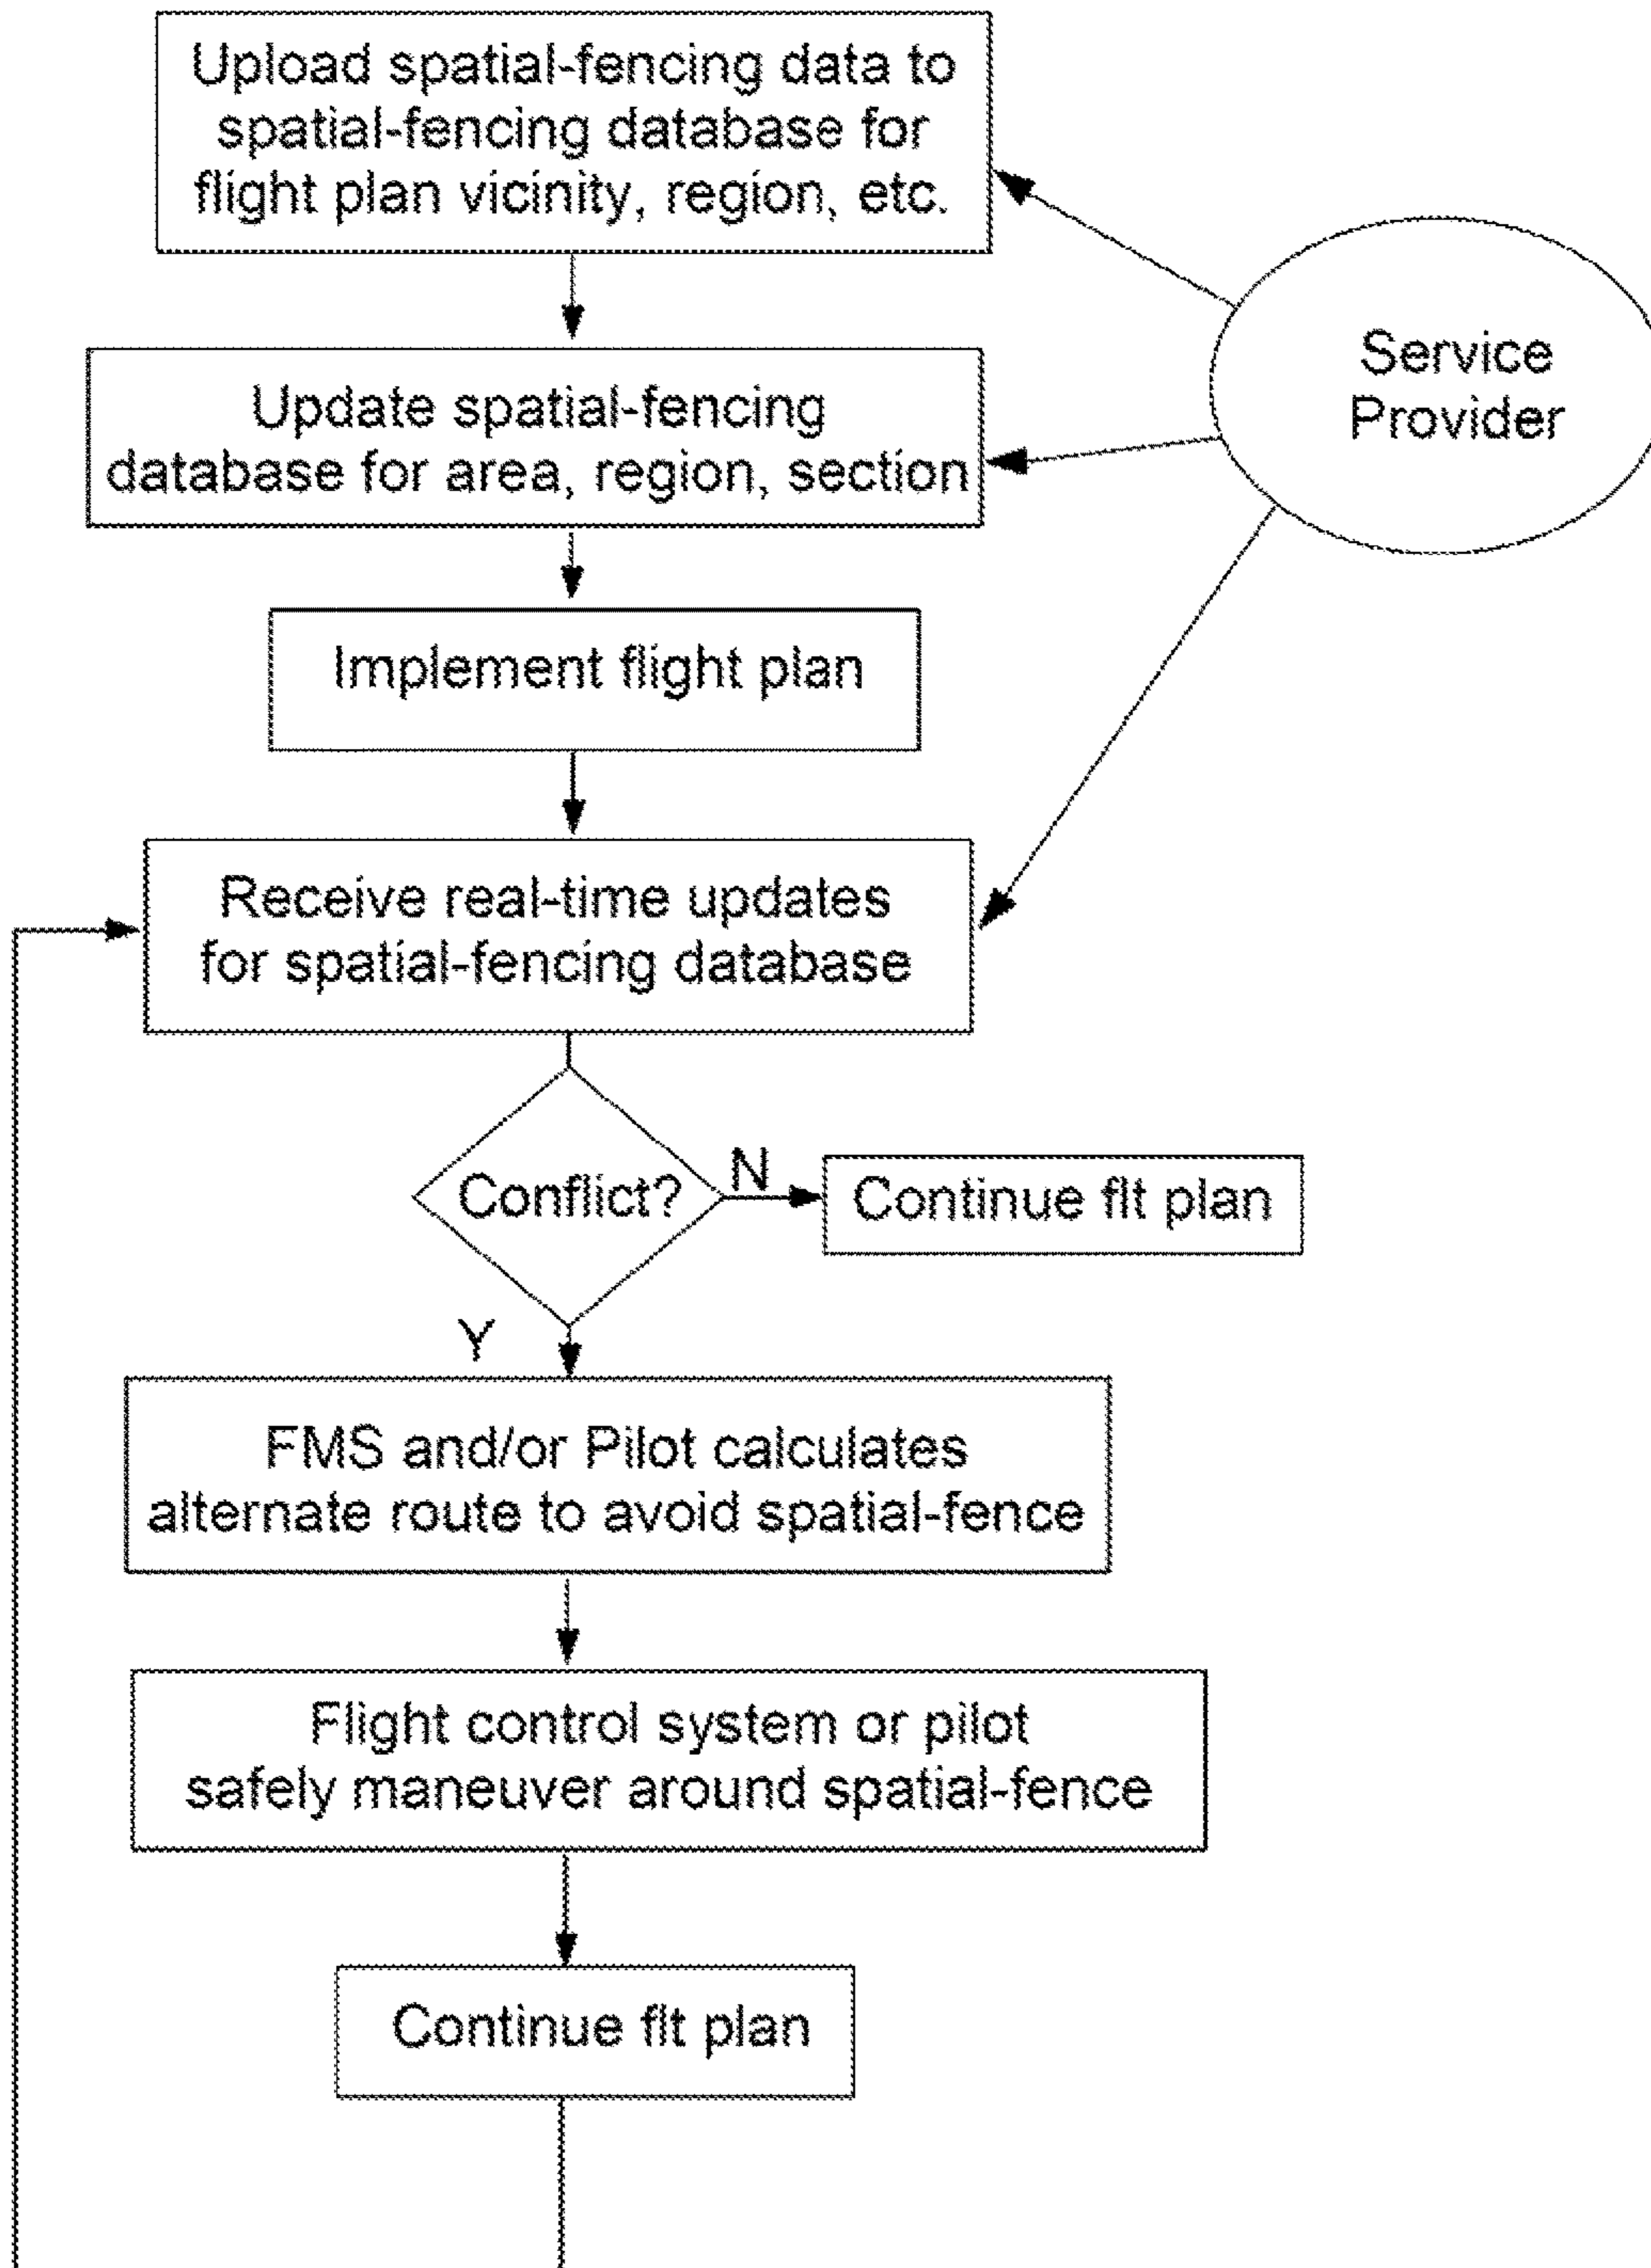 Upload spatial-fencing data to
spatial-fencing database for
flight plan vicinity, region, etc.
Service
Provider
Update spatial-fencing
database for area, region, section
Implement flight plan
Receive real-time updates
for spatial-fencing database
Conflict?
N
Continue flt plan
Y
FMS and/or Pilot calculates
alternate route to avoid spatial-fence
Flight control system or pilot
safely maneuver around spatial-fence
Continue flt plan